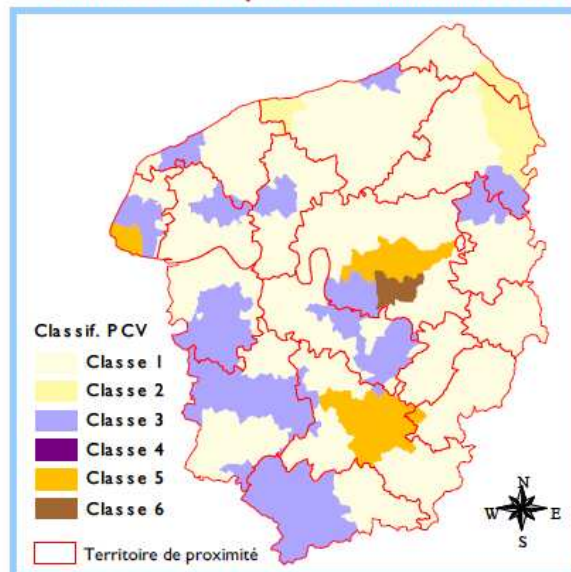 Classif. PCV
Classe 1
Classe 2
Classe 3
Classe 4
Classe 5
Classe 6
Territoire de proximité
N
W E
S